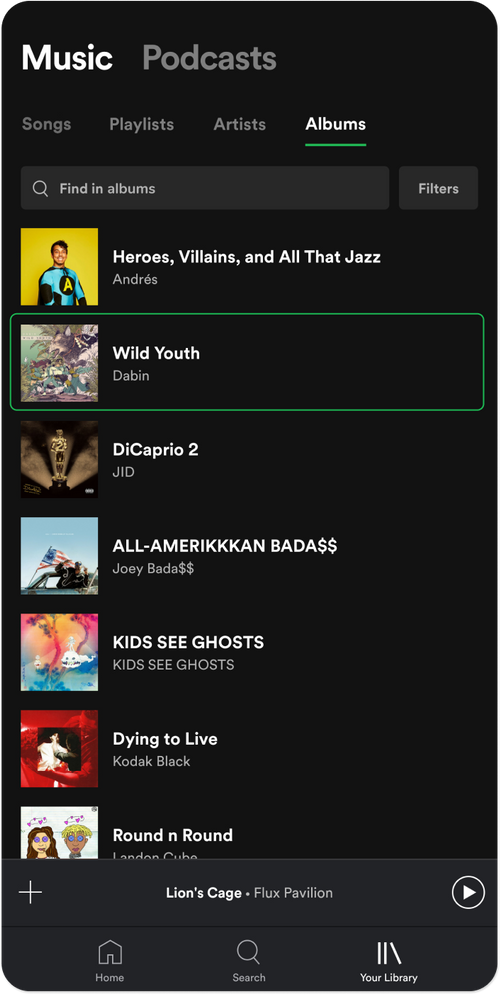 Music Podcasts
Songs Playlists Artists Albums
Find in albums Filters
Heroes, Villains, and All That Jazz
Andrés
A
Wild Youth
Dabin
DiCaprio 2
JID
ALL-AMERIKKKAN BADA$$
Joey Bada$$
KIDS SEE GHOSTS
KIDS SEE GHOSTS
Dying to Live
Kodak Black
Round n Round
Landon Cube
Lion's Cage • Flux Pavilion
Home Search Your Library